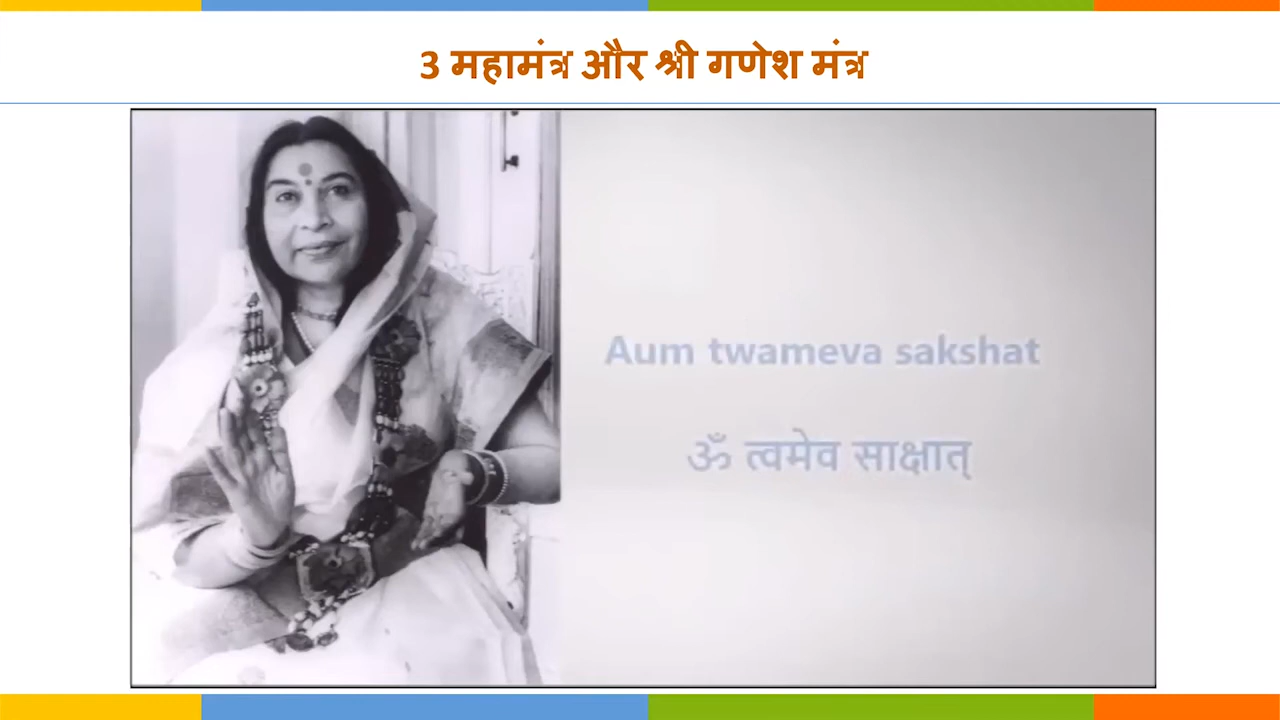 3 महामंत्र और श्री गणेश मंत्र
Aum twameva sakshat
ॐ त्वमेव साक्षात्